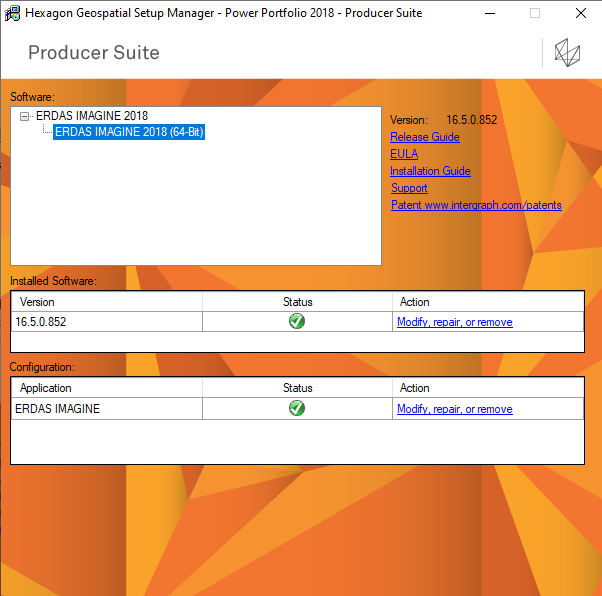 Hexagon Geospatial Setup Manager - Power Portfolio 2018 - Producer Suite
Producer Suite
Software:
ERDAS IMAGINE 2018
ERDAS IMAGINE 2018 (64-Bit)
Version: 16.5.0.852
Release Guide
EULA
Installation Guide
Support
Patent www.intergraph.com/patents
Installed Software:
Version Status Action
16.5.0.852 Modify, repair, or remove
Configuration:
Application Status Action
ERDAS IMAGINE Modify, repair, or remove